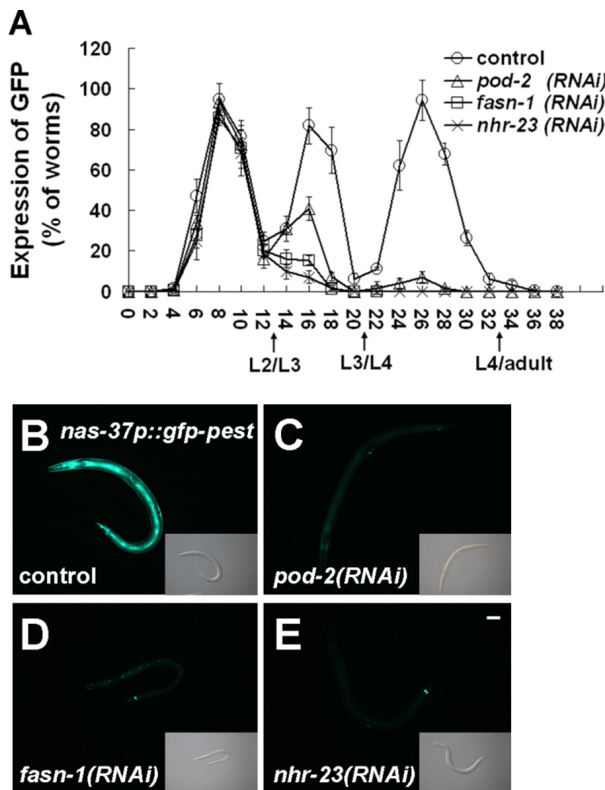 A
Expression of GFP
(% of worms)
120
100
80
60
40
20
0
control
pod-2 (RNAi)
fasn-1 (RNAi)
nhr-23 (RNAi)
0 2 4 6 8 10 12 14 16 18 20 22 24 26 28 30 32 34 36 38
L2/L3
L3/L4
L4/adult
B
nas-37p::gfp-pest
control
C
pod-2(RNAi)
D
fasn-1(RNAi)
E
nhr-23(RNAi)